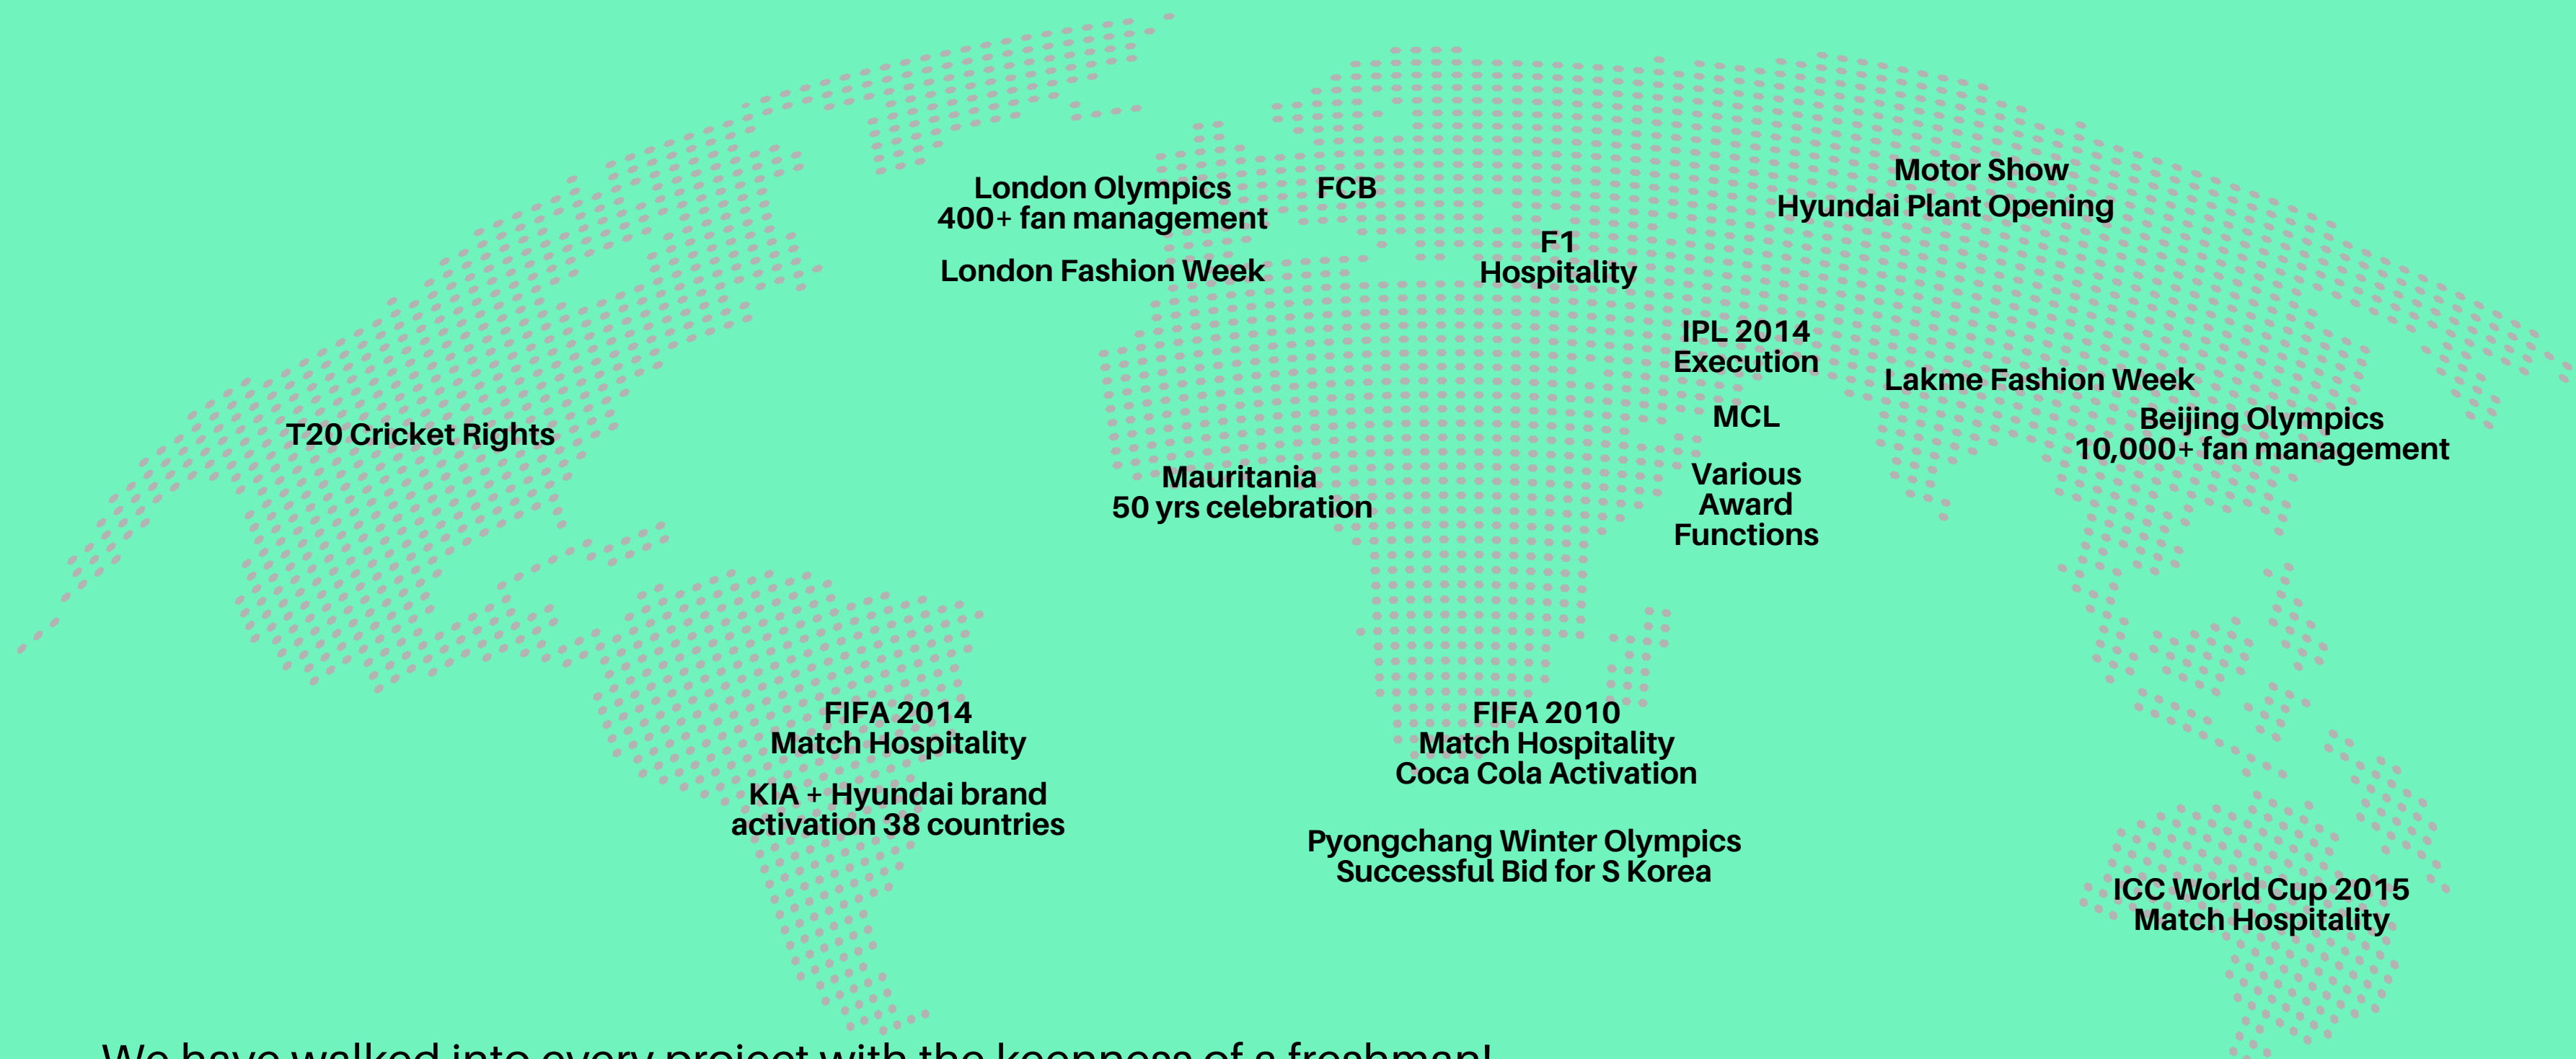 Motor Show
Hyundai Plant Opening
London Olympics
400+ fan management
FCB
London Fashion Week
F1
Hospitality
IPL 2014
Execution
Lakme Fashion Week
MCL
Beijing Olympics
10,000+ fan management
T20 Cricket Rights
Mauritania
50 yrs celebration
Various
Award
Functions
FIFA 2014
Match Hospitality
KIA + Hyundai brand
activation 38 countries
FIFA 2010
Match Hospitality
Coca Cola Activation
Pyongchang Winter Olympics
Successful Bid for S Korea
ICC World Cup 2015
Match Hospitality
We have walked into every project with the keenness of a freshman!